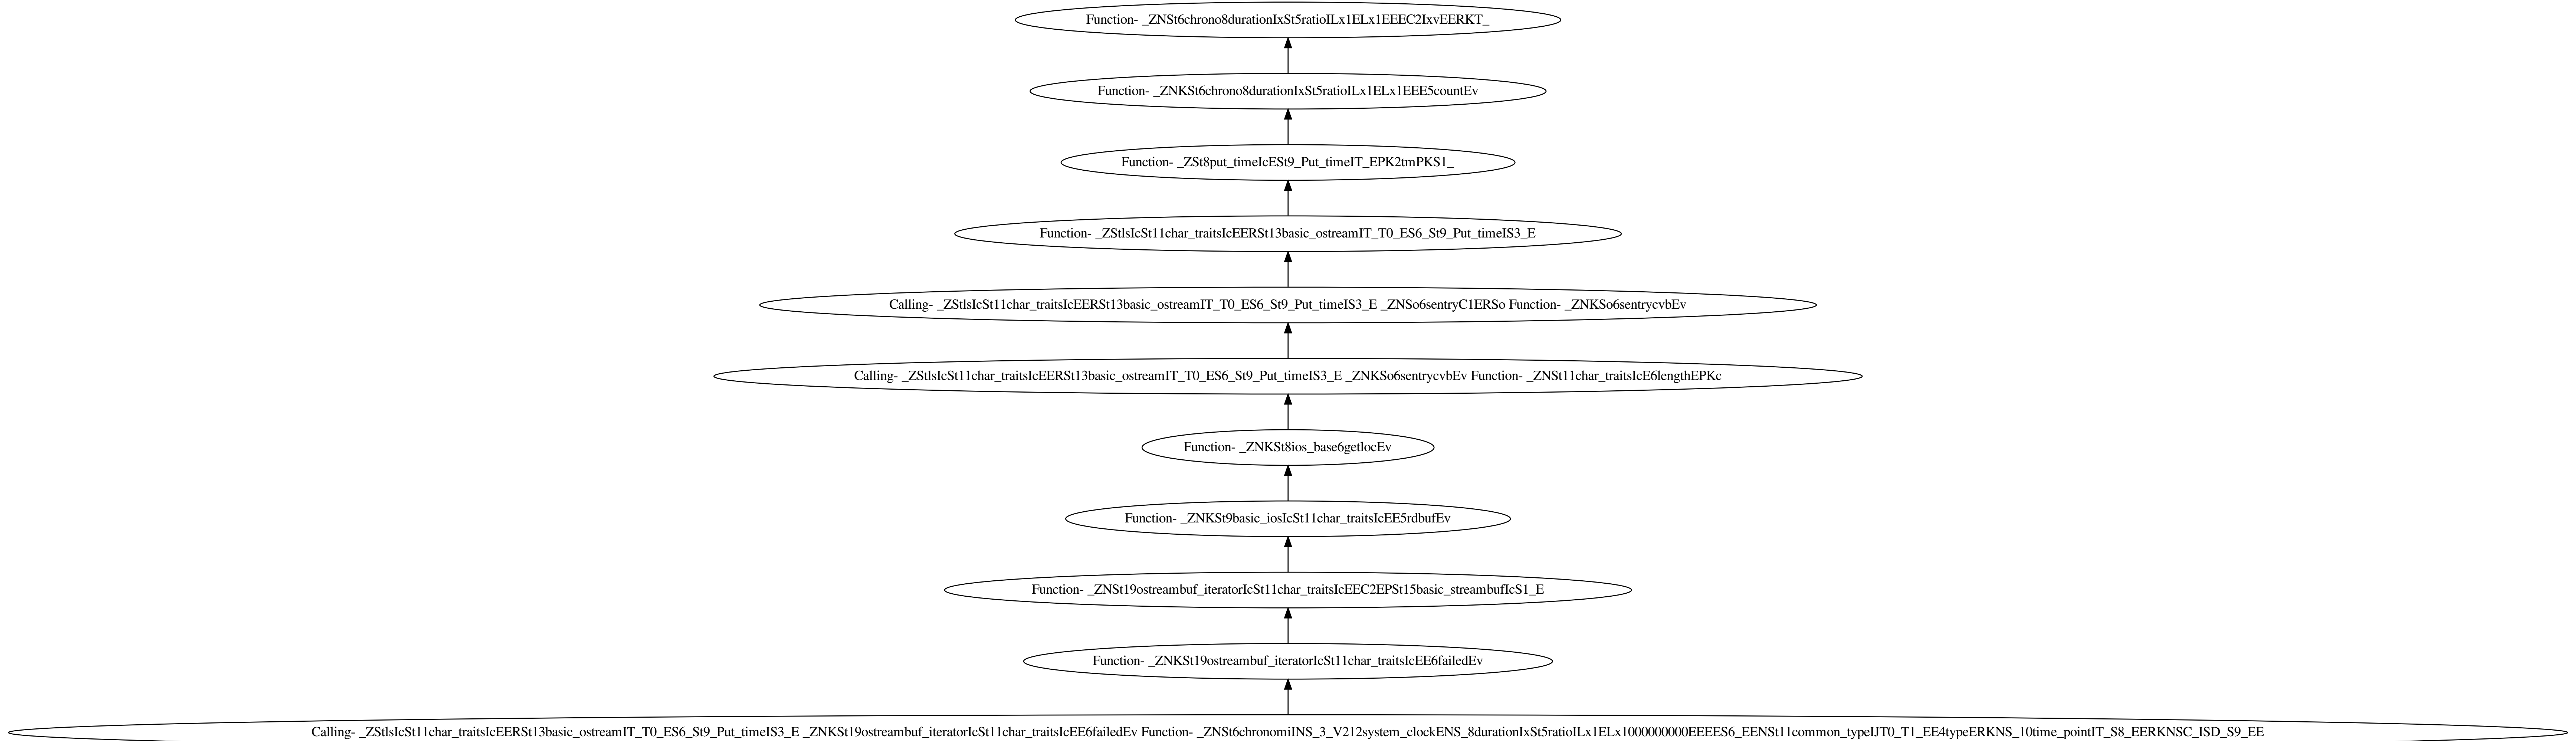 Function- _ZNSt6chrono8durationIxSt5ratioILx1ELx1EEEC2IxvEERKT_
Function- _ZNKSt6chrono8durationIxSt5ratioILx1ELx1EEE5countEv
Function- _ZSt8put_timeIcESt9_Put_timeIT_EPK2tmPKS1_
Function- _ZStlsIcSt11char_traitsIcEERSt13basic_ostreamIT_T0_ES6_St9_Put_timeIS3_E
Calling- _ZStlsIcSt11char_traitsIcEERSt13basic_ostreamIT_T0_ES6_St9_Put_timeIS3_E _ZNSo6sentryC1ERSo Function- _ZNKSo6sentrycvbEv
Calling- _ZStlsIcSt11char_traitsIcEERSt13basic_ostreamIT_T0_ES6_St9_Put_timeIS3_E _ZNKSo6sentrycvbEv Function- _ZNSt11char_traitsIcE6lengthEPKc
Function- _ZNKSt8ios_base6getlocEv
Function- _ZNKSt9basic_iosIcSt11char_traitsIcEE5rdbufEv
Function- _ZNSt19ostreambuf_iteratorIcSt11char_traitsIcEEC2EPSt15basic_streambufIcS1_E
Function- _ZNKSt19ostreambuf_iteratorIcSt11char_traitsIcEE6failedEv
Calling- _ZStlsIcSt11char_traitsIcEERSt13basic_ostreamIT_T0_ES6_St9_Put_timeIS3_E _ZNKSt19ostreambuf_iteratorIcSt11char_traitsIcEE6failedEv Function- _ZNSt6chronomiINS_3_V212system_clockENS_8durationIxSt5ratioILx1ELx1000000000EEEES6_EENSt11common_typeIJT0_T1_EE4typeERKNS_10time_pointIT_S8_EERKNSC_ISD_S9_EE